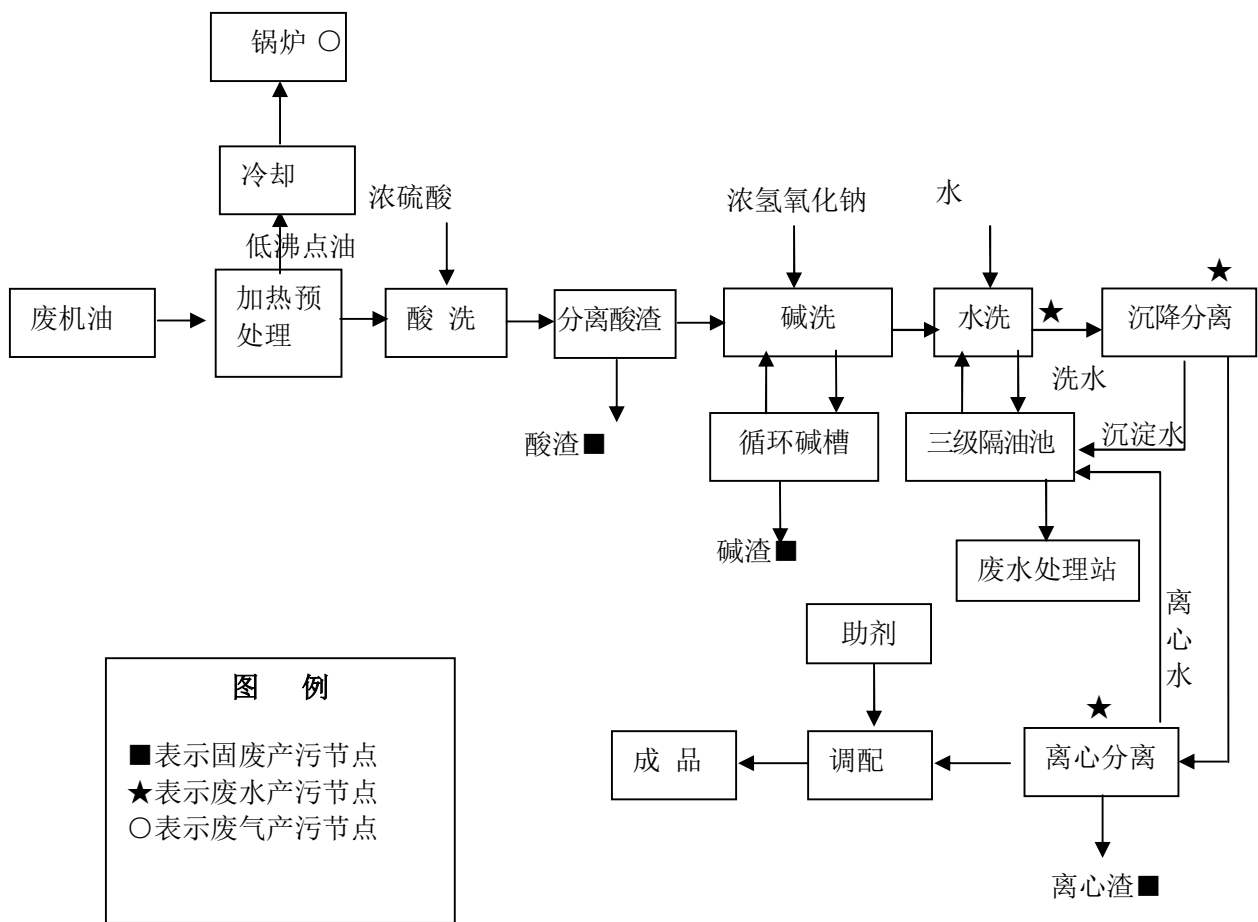 锅炉 ○
冷却
浓硫酸
浓氢氧化钠
水
低沸点油
★
废机油
加热预
处理
酸 洗
分离酸渣
碱洗
水洗
★
沉降分离
洗水
酸渣■
循环碱槽
三级隔油池
沉淀水
碱渣■
废水处理站
离
心
水
助剂
图 例
■表示固废产污节点
★表示废水产污节点
○表示废气产污节点
★
成 品
调配
离心分离
离心渣■